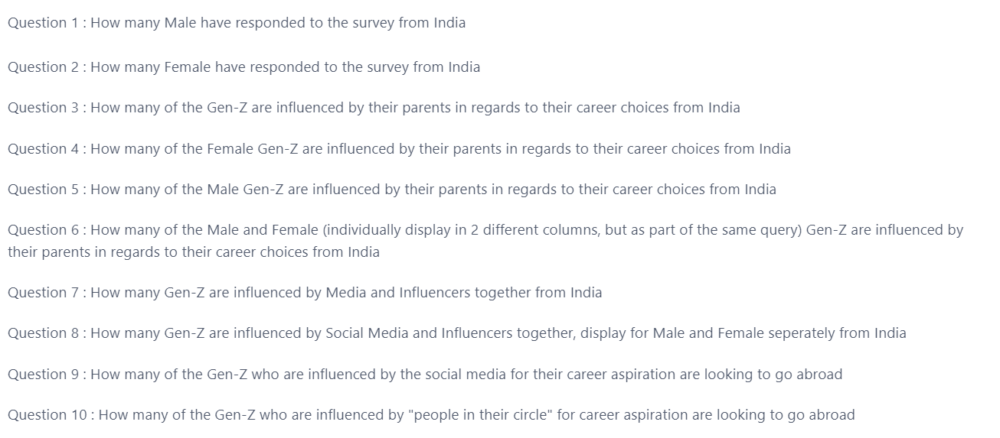 Question 1 : How many Male have responded to the survey from India
Question 2 : How many Female have responded to the survey from India
Question 3 : How many of the Gen-Z are influenced by their parents in regards to their career choices from India
Question 4 : How many of the Female Gen-Z are influenced by their parents in regards to their career choices from India
Question 5 : How many of the Male Gen-Z are influenced by their parents in regards to their career choices from India
Question 6 : How many of the Male and Female (individually display in 2 different columns, but as part of the same query) Gen-Z are influenced by
their parents in regards to their career choices from India
Question 7 : How many Gen-Z are influenced by Media and Influencers together from India
Question 8 : How many Gen-Z are influenced by Social Media and Influencers together, display for Male and Female seperately from India
Question 9 : How many of the Gen-Z who are influenced by the social media for their career aspiration are looking to go abroad
Question 10 : How many of the Gen-Z who are influenced by "people in their circle" for career aspiration are looking to go abroad